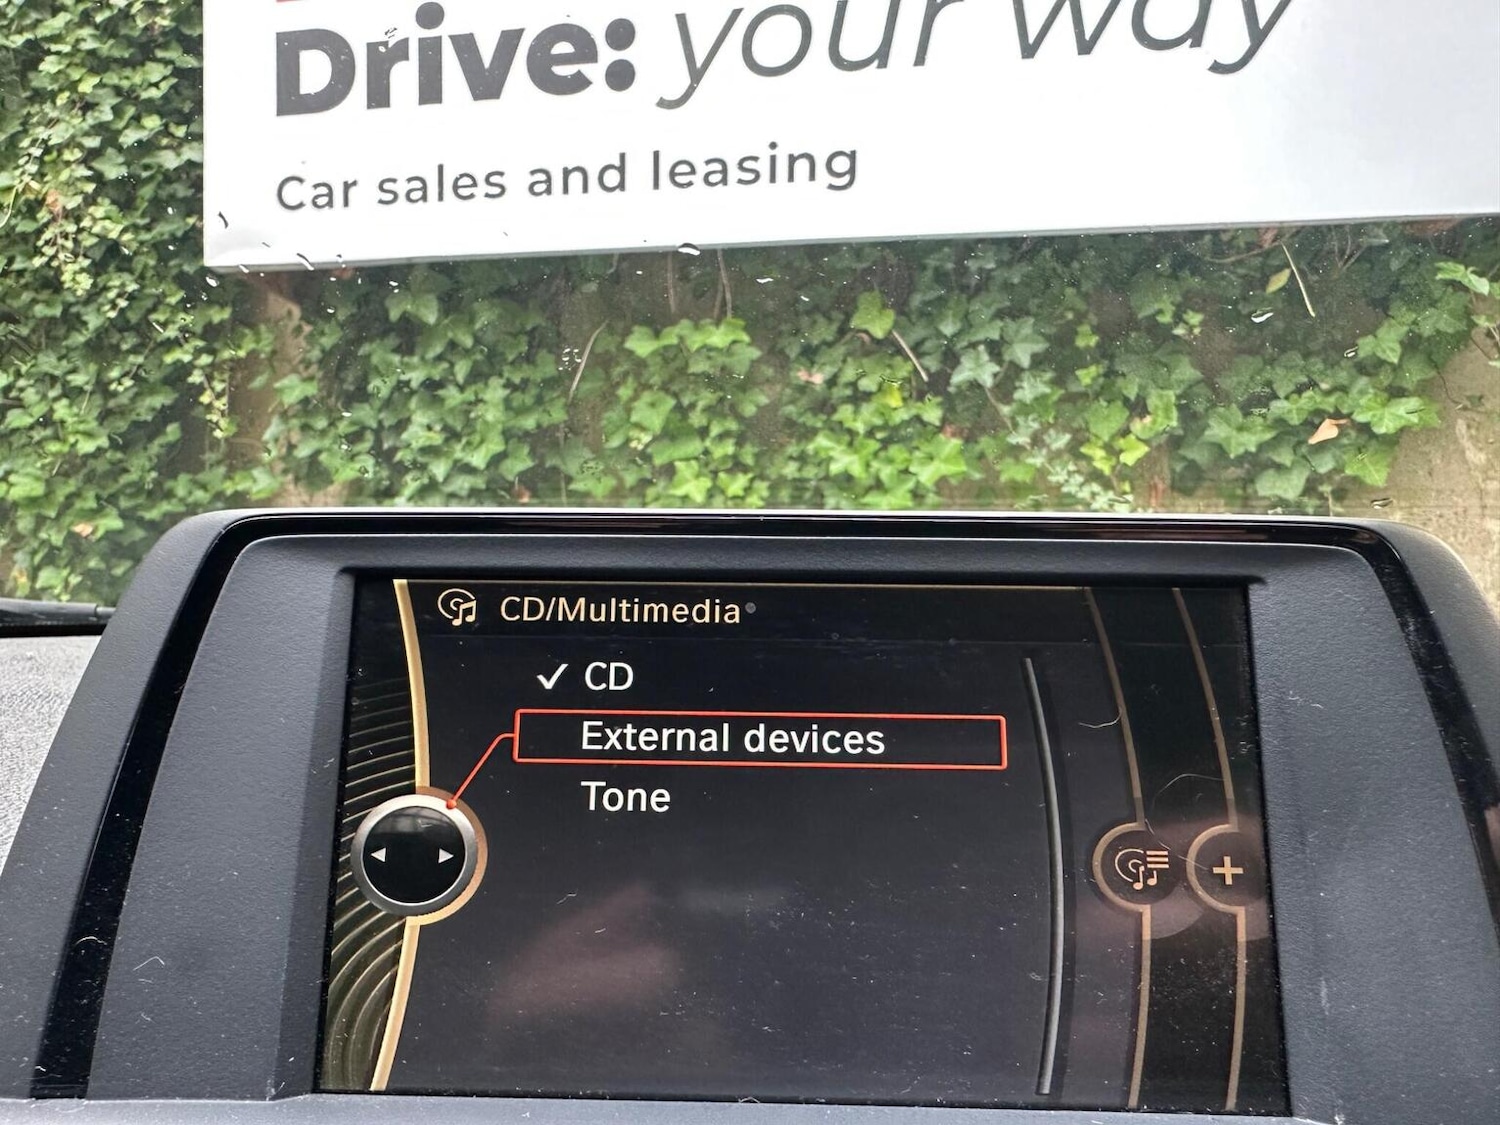 Drive: your way
Car sales and leasing
CD/Multimedia
✓ CD
External devices
Tone